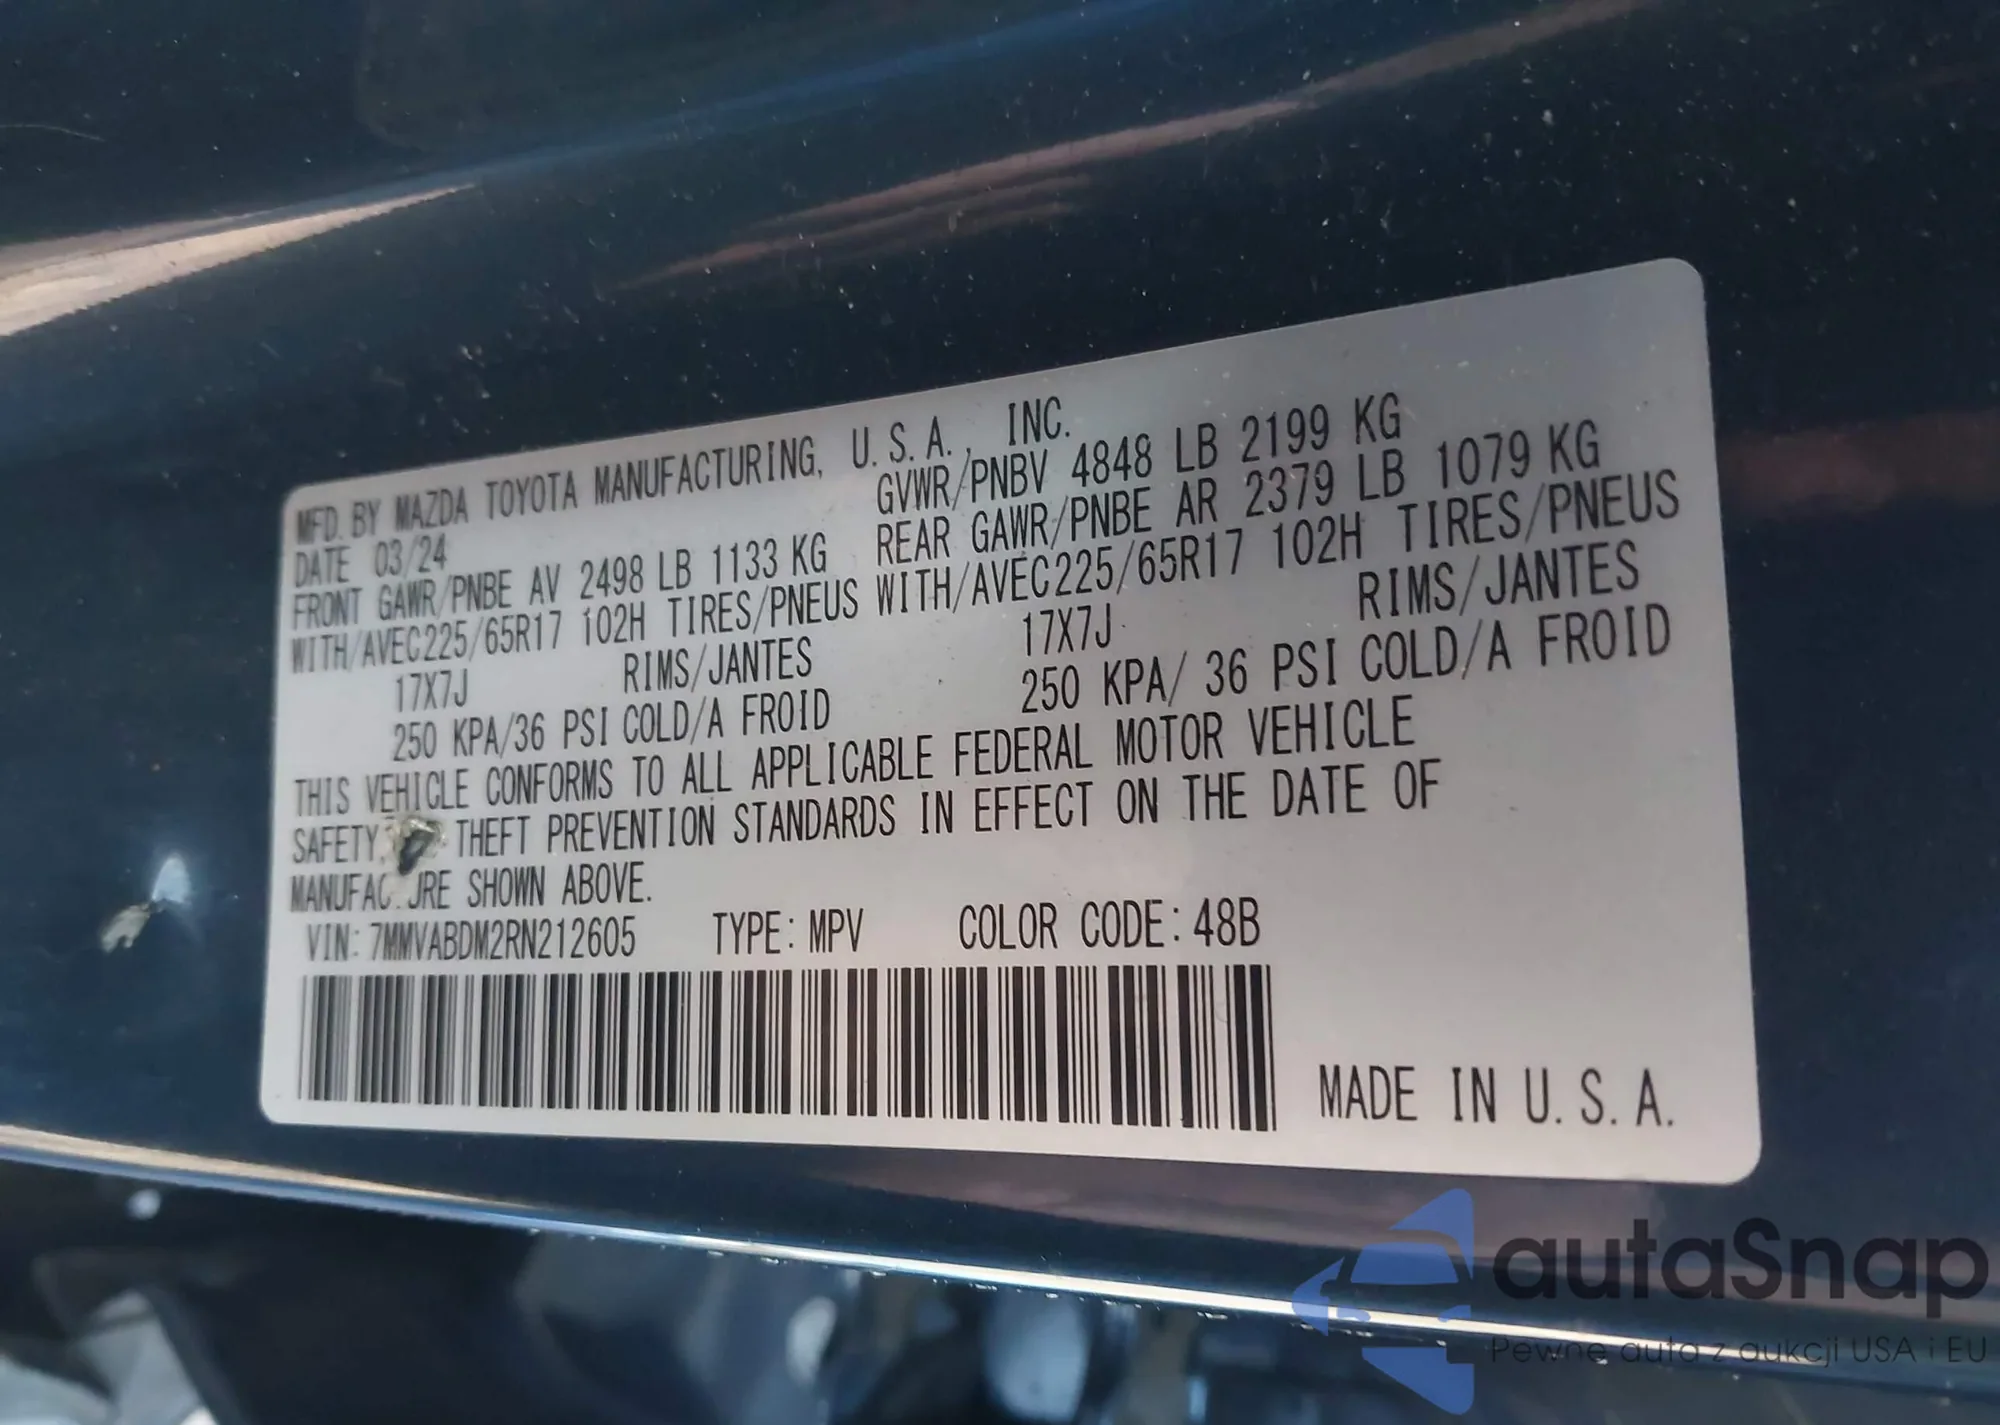 MFD. BY MAZDA TOYOTA MANUFACTURING, U.S.A., INC.
DATE 03/24 GVWR/PNBV 4848 LB 2199 KG
FRONT GAWR/PNBE AV 2498 LB 1133 KG REAR GAWR/PNBE AR 2379 LB 1079 KG
WITH/AVEC225/65R17 102H TIRES/PNEUS WITH/AVEC225/65R17 102H TIRES/PNEUS
17X7J RIMS/JANTES 17X7J RIMS/JANTES
250 KPA/36 PSI COLD/A FROID 250 KPA/ 36 PSI COLD/A FROID
THIS VEHICLE CONFORMS TO ALL APPLICABLE FEDERAL MOTOR VEHICLE
SAFETY, THEFT PREVENTION STANDARDS IN EFFECT ON THE DATE OF
SHOWN ABOVE.
VIN: 7MMVABDM2RN212605 TYPE: MPV COLOR CODE: 48B
MADE IN U.S.A.
autaSnap
Pewne auta z aukcji USA i EU